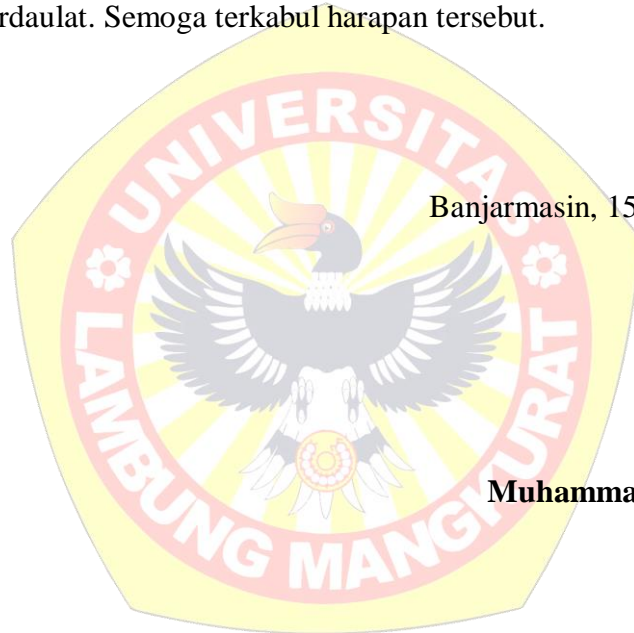 rdaulat. Semoga terkabul harapan tersebut.
UNIVERSITAS
Banjarmasin, 15
LAMBUNG MANGKURAT
Muhamma